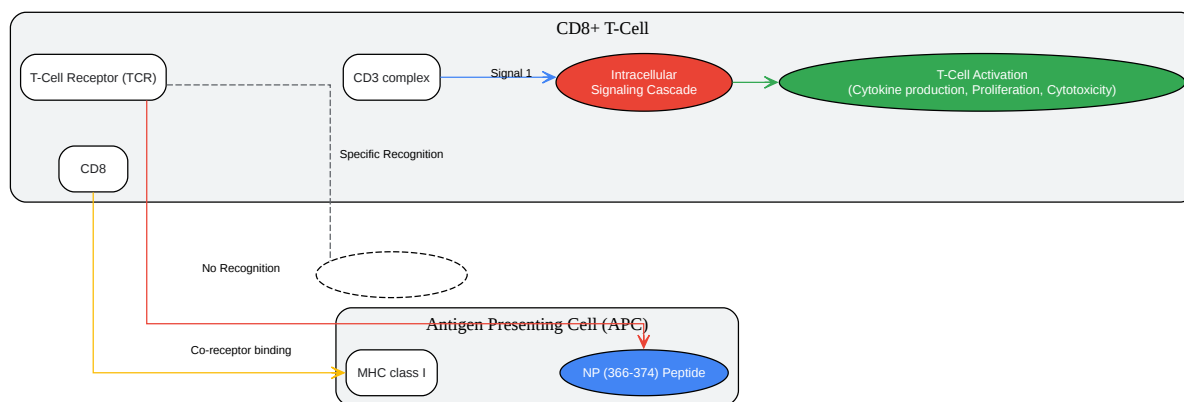 CD8+ T-Cell
T-Cell Receptor (TCR)
CD3 complex
Signal 1
Intracellular
Signaling Cascade
T-Cell Activation
(Cytokine production, Proliferation, Cytotoxicity)
Specific Recognition
CD8
No Recognition
Antigen Presenting Cell (APC)
Co-receptor binding
MHC class I
NP (366-374) Peptide